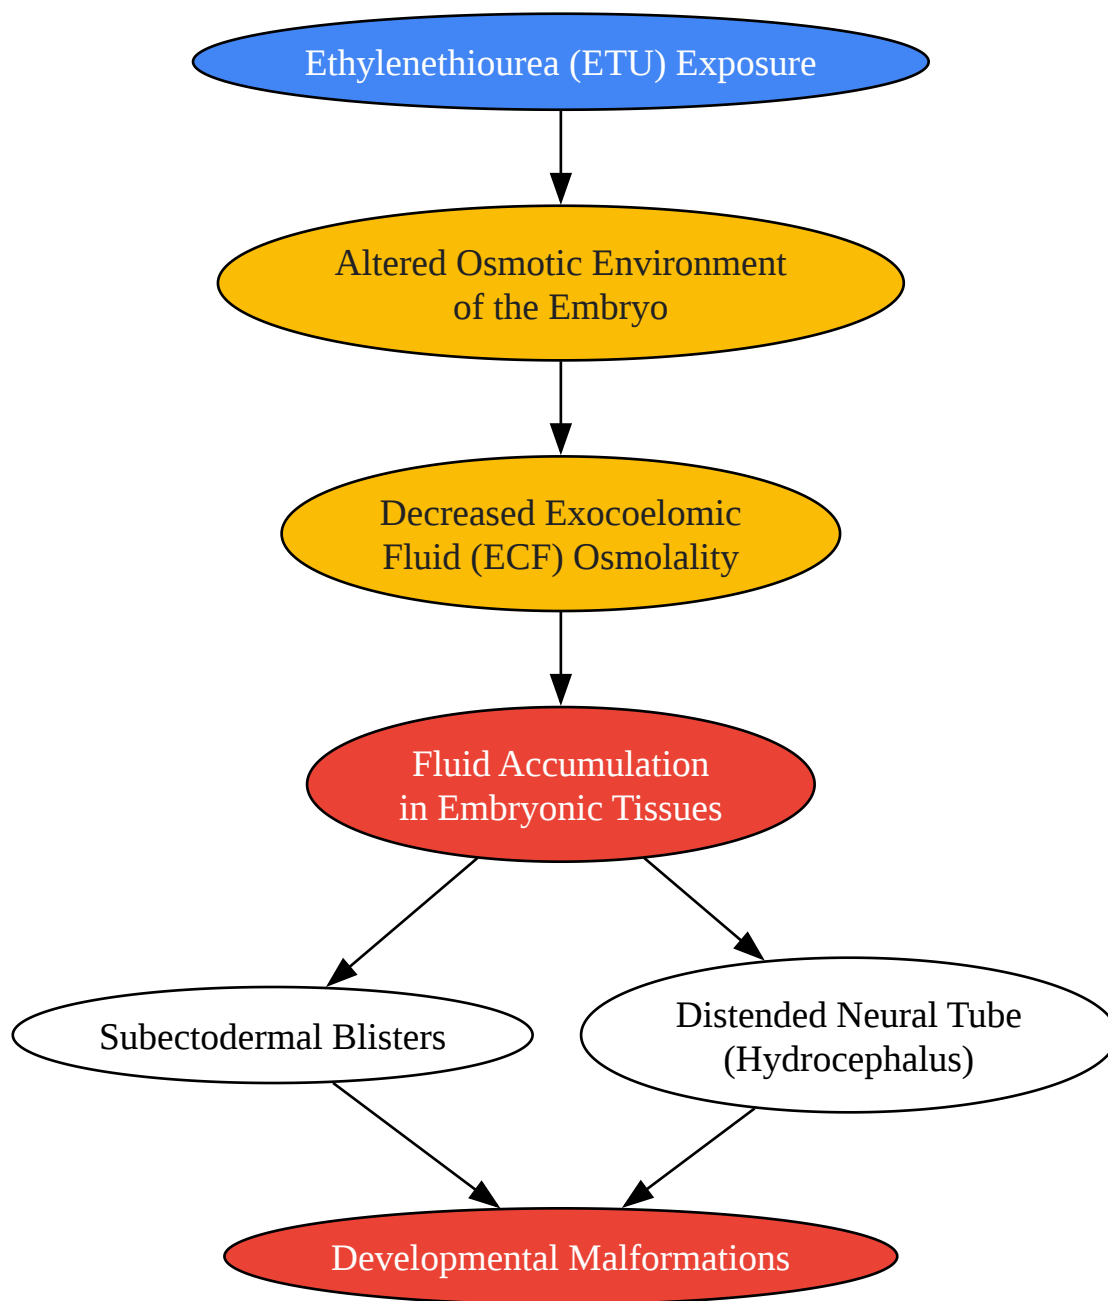 Ethylenethiourea (ETU) Exposure
Altered Osmotic Environment
of the Embryo
Decreased Exocoelomic
Fluid (ECF) Osmolality
Fluid Accumulation
in Embryonic Tissues
Subectodermal Blisters
Distended Neural Tube
(Hydrocephalus)
Developmental Malformations